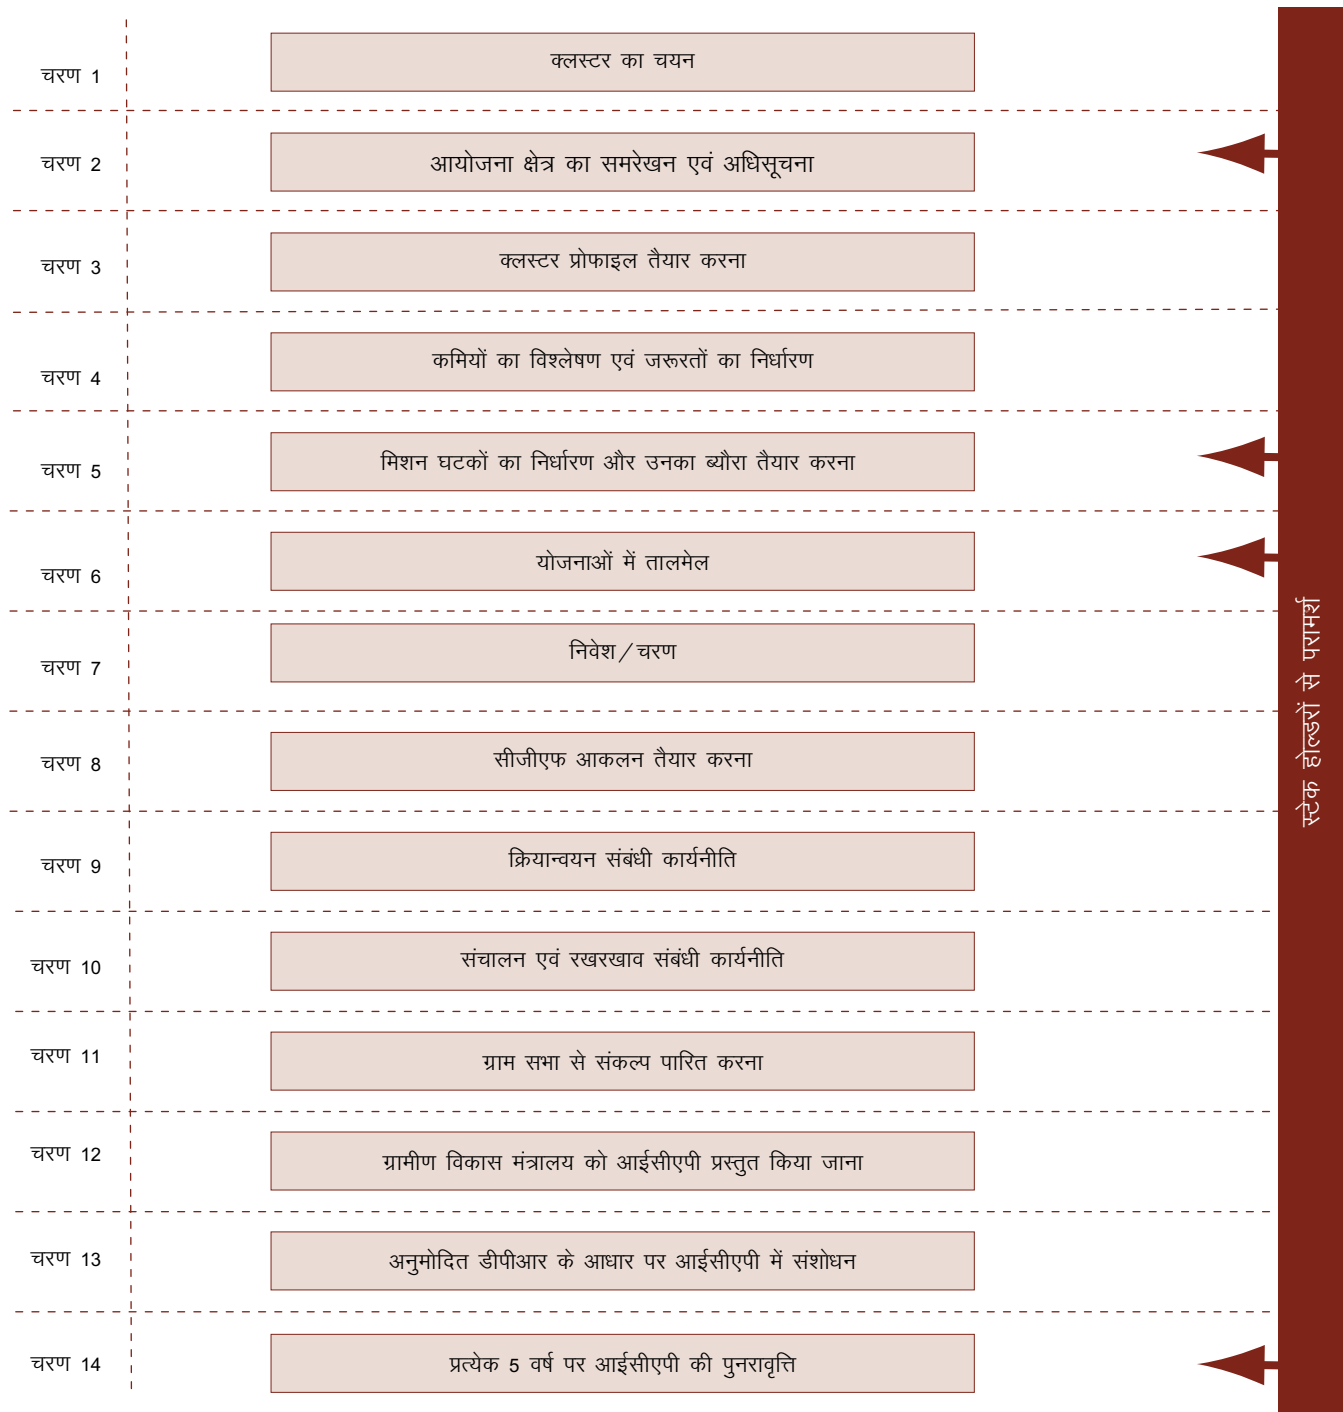 चरण 1
क्लस्टर का चयन
चरण 2
आयोजना क्षेत्र का समरेखन एवं अधिसूचना
चरण 3
क्लस्टर प्रोफाइल तैयार करना
चरण 4
कमियों का विश्लेषण एवं जरूरतों का निर्धारण
चरण 5
मिशन घटकों का निर्धारण और उनका ब्यौरा तैयार करना
चरण 6
योजनाओं में तालमेल
चरण 7
निवेश/चरण
चरण 8
सीजीएफ आकलन तैयार करना
चरण 9
क्रियान्वयन संबंधी कार्यनीति
चरण 10
संचालन एवं रखरखाव संबंधी कार्यनीति
चरण 11
ग्राम सभा से संकल्प पारित करना
चरण 12
ग्रामीण विकास मंत्रालय को आईसीएपी प्रस्तुत किया जाना
चरण 13
अनुमोदित डीपीआर के आधार पर आईसीएपी में संशोधन
चरण 14
प्रत्येक 5 वर्ष पर आईसीएपी की पुनरावृत्ति
स्टेक होल्डरों से परामर्श